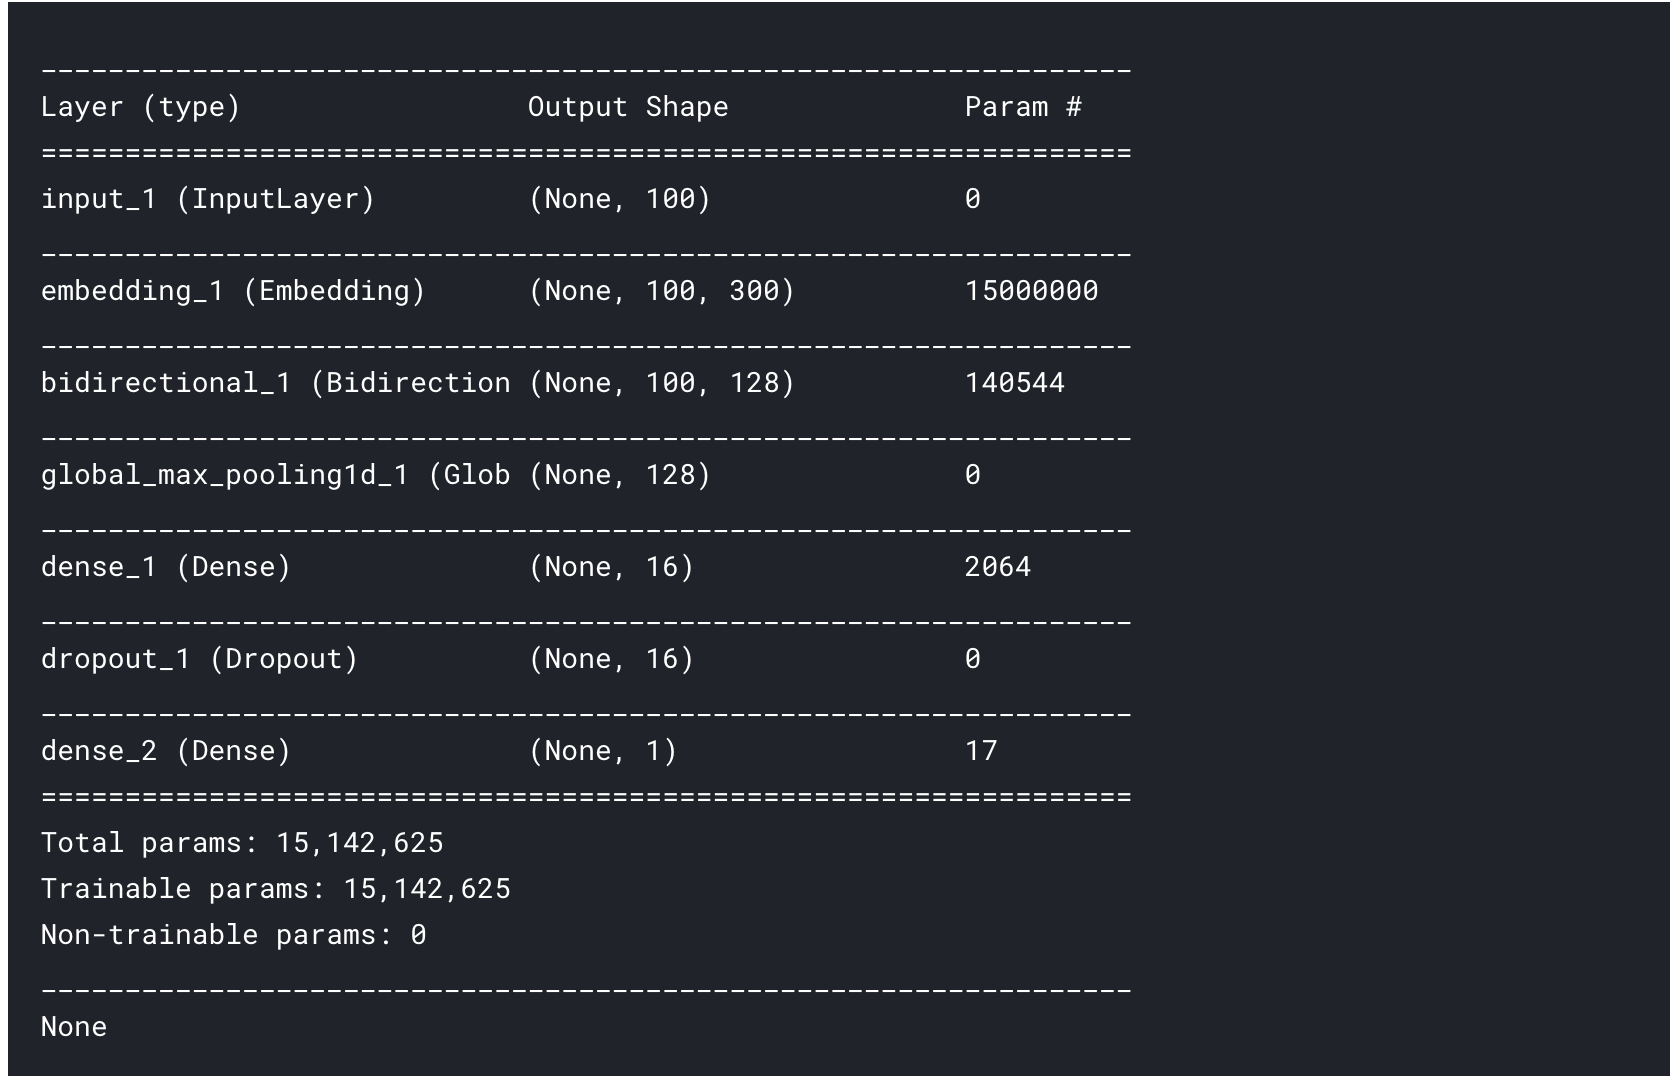 _________________________________________________________________
Layer (type)                 Output Shape              Param #
=================================================================
input_1 (InputLayer)         (None, 100)               0
_________________________________________________________________
embedding_1 (Embedding)      (None, 100, 300)          15000000
_________________________________________________________________
bidirectional_1 (Bidirection (None, 100, 128)          140544
_________________________________________________________________
global_max_pooling1d_1 (Glob (None, 128)               0
_________________________________________________________________
dense_1 (Dense)              (None, 16)                2064
_________________________________________________________________
dropout_1 (Dropout)          (None, 16)                0
_________________________________________________________________
dense_2 (Dense)              (None, 1)                 17
=================================================================
Total params: 15,142,625
Trainable params: 15,142,625
Non-trainable params: 0
_________________________________________________________________
None